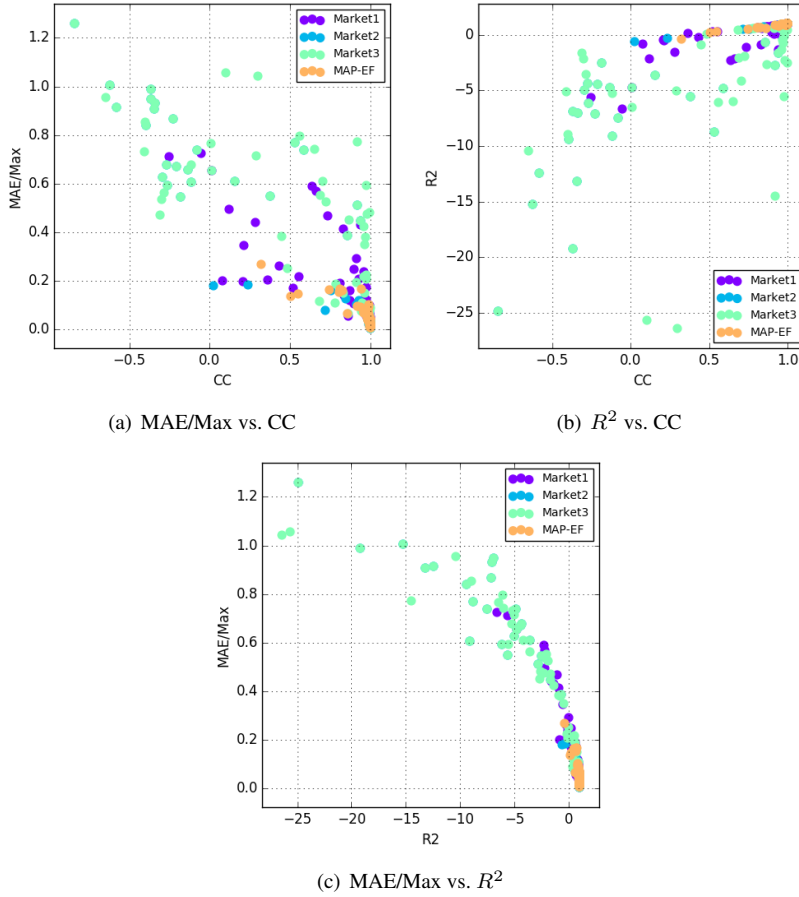 1.2
1.0
0.8
0.6
0.4
0.2
0.0
MAE/Max
−0.5
0.0
0.5
1.0
CC
Market1
Market2
Market3
MAP-EF
(a) MAE/Max vs. CC
0
−5
−10
−15
−20
−25
R2
−0.5
0.0
0.5
1.0
CC
Market1
Market2
Market3
MAP-EF
(b) R² vs. CC
1.2
1.0
0.8
0.6
0.4
0.2
0.0
MAE/Max
−25
−20
−15
−10
−5
0
R2
Market1
Market2
Market3
MAP-EF
(c) MAE/Max vs. R²